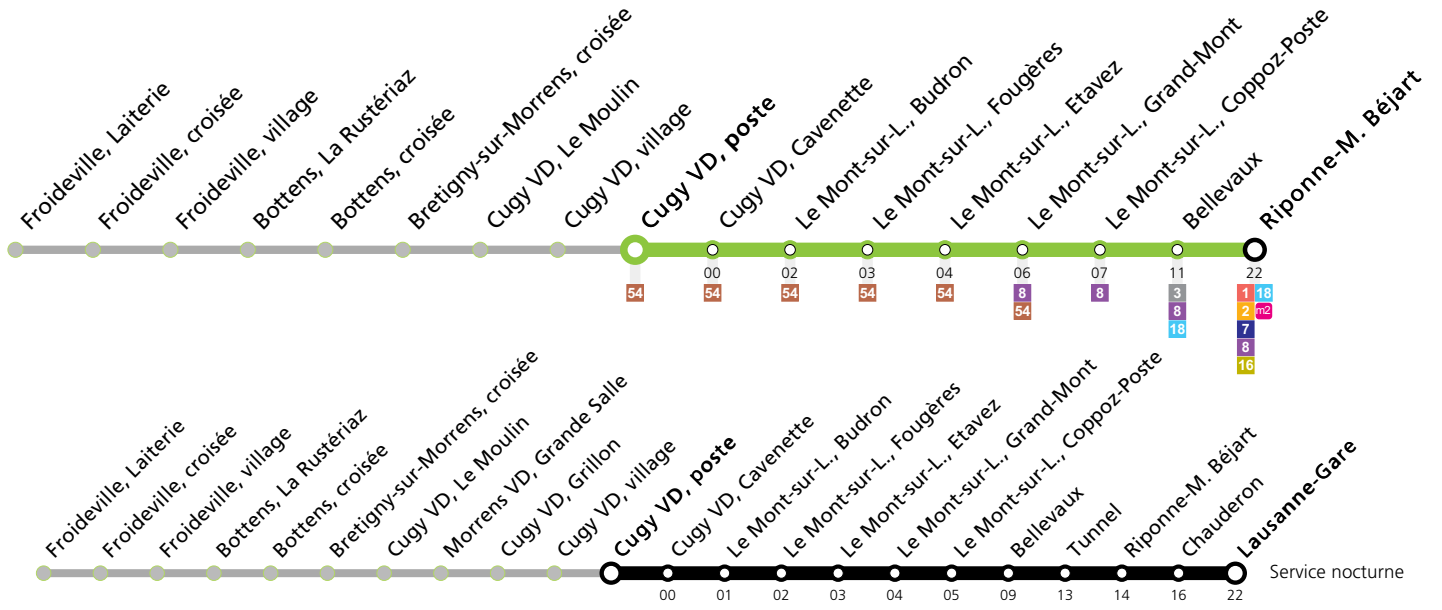 Froideville, Laiterie
Froideville, croisée
Froideville, village
Bottens, La Rustériaz
Bottens, croisée
Bretigny-sur-Morrens, croisée
Cugy VD, Le Moulin
Cugy VD, village
Cugy VD, poste
Cugy VD, Cavenette
Le Mont-sur-L., Budron
Le Mont-sur-L., Fougères
Le Mont-sur-L., Etavez
Le Mont-sur-L., Grand-Mont
Le Mont-sur-L., Coppoz-Poste
Bellevaux
Riponne-M. Béjart
00 02 03 04 06 07 11 22
54 54 54 54 54 8 8 3 1 18
54 8 2 m2
18 7
8
16
Froideville, Laiterie
Froideville, croisée
Froideville, village
Bottens, La Rustériaz
Bottens, croisée
Bretigny-sur-Morrens, croisée
Cugy VD, Le Moulin
Morrens VD, Grande Salle
Cugy VD, Grillon
Cugy VD, village
Cugy VD, poste
Cugy VD, Cavenette
Le Mont-sur-L., Budron
Le Mont-sur-L., Fougères
Le Mont-sur-L., Etavez
Le Mont-sur-L., Grand-Mont
Le Mont-sur-L., Coppoz-Poste
Bellevaux
Tunnel
Riponne-M. Béjart
Chauderon
Lausanne-Gare
Service nocturne
00 01 02 03 04 05 09 13 14 16 22